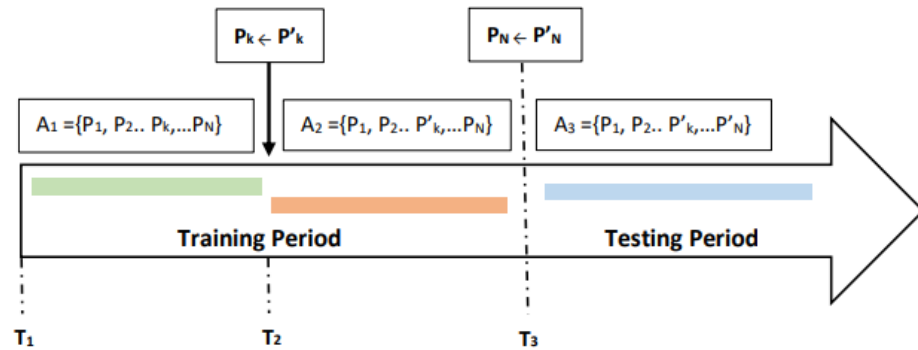 Pk ← P'k
PN ← P'N
A1 ={P1, P2.. Pk,...PN}
A2 ={P1, P2.. P'k,...PN}
A3 ={P1, P2.. P'k,...P'N}
Training Period
Testing Period
T1
T2
T3